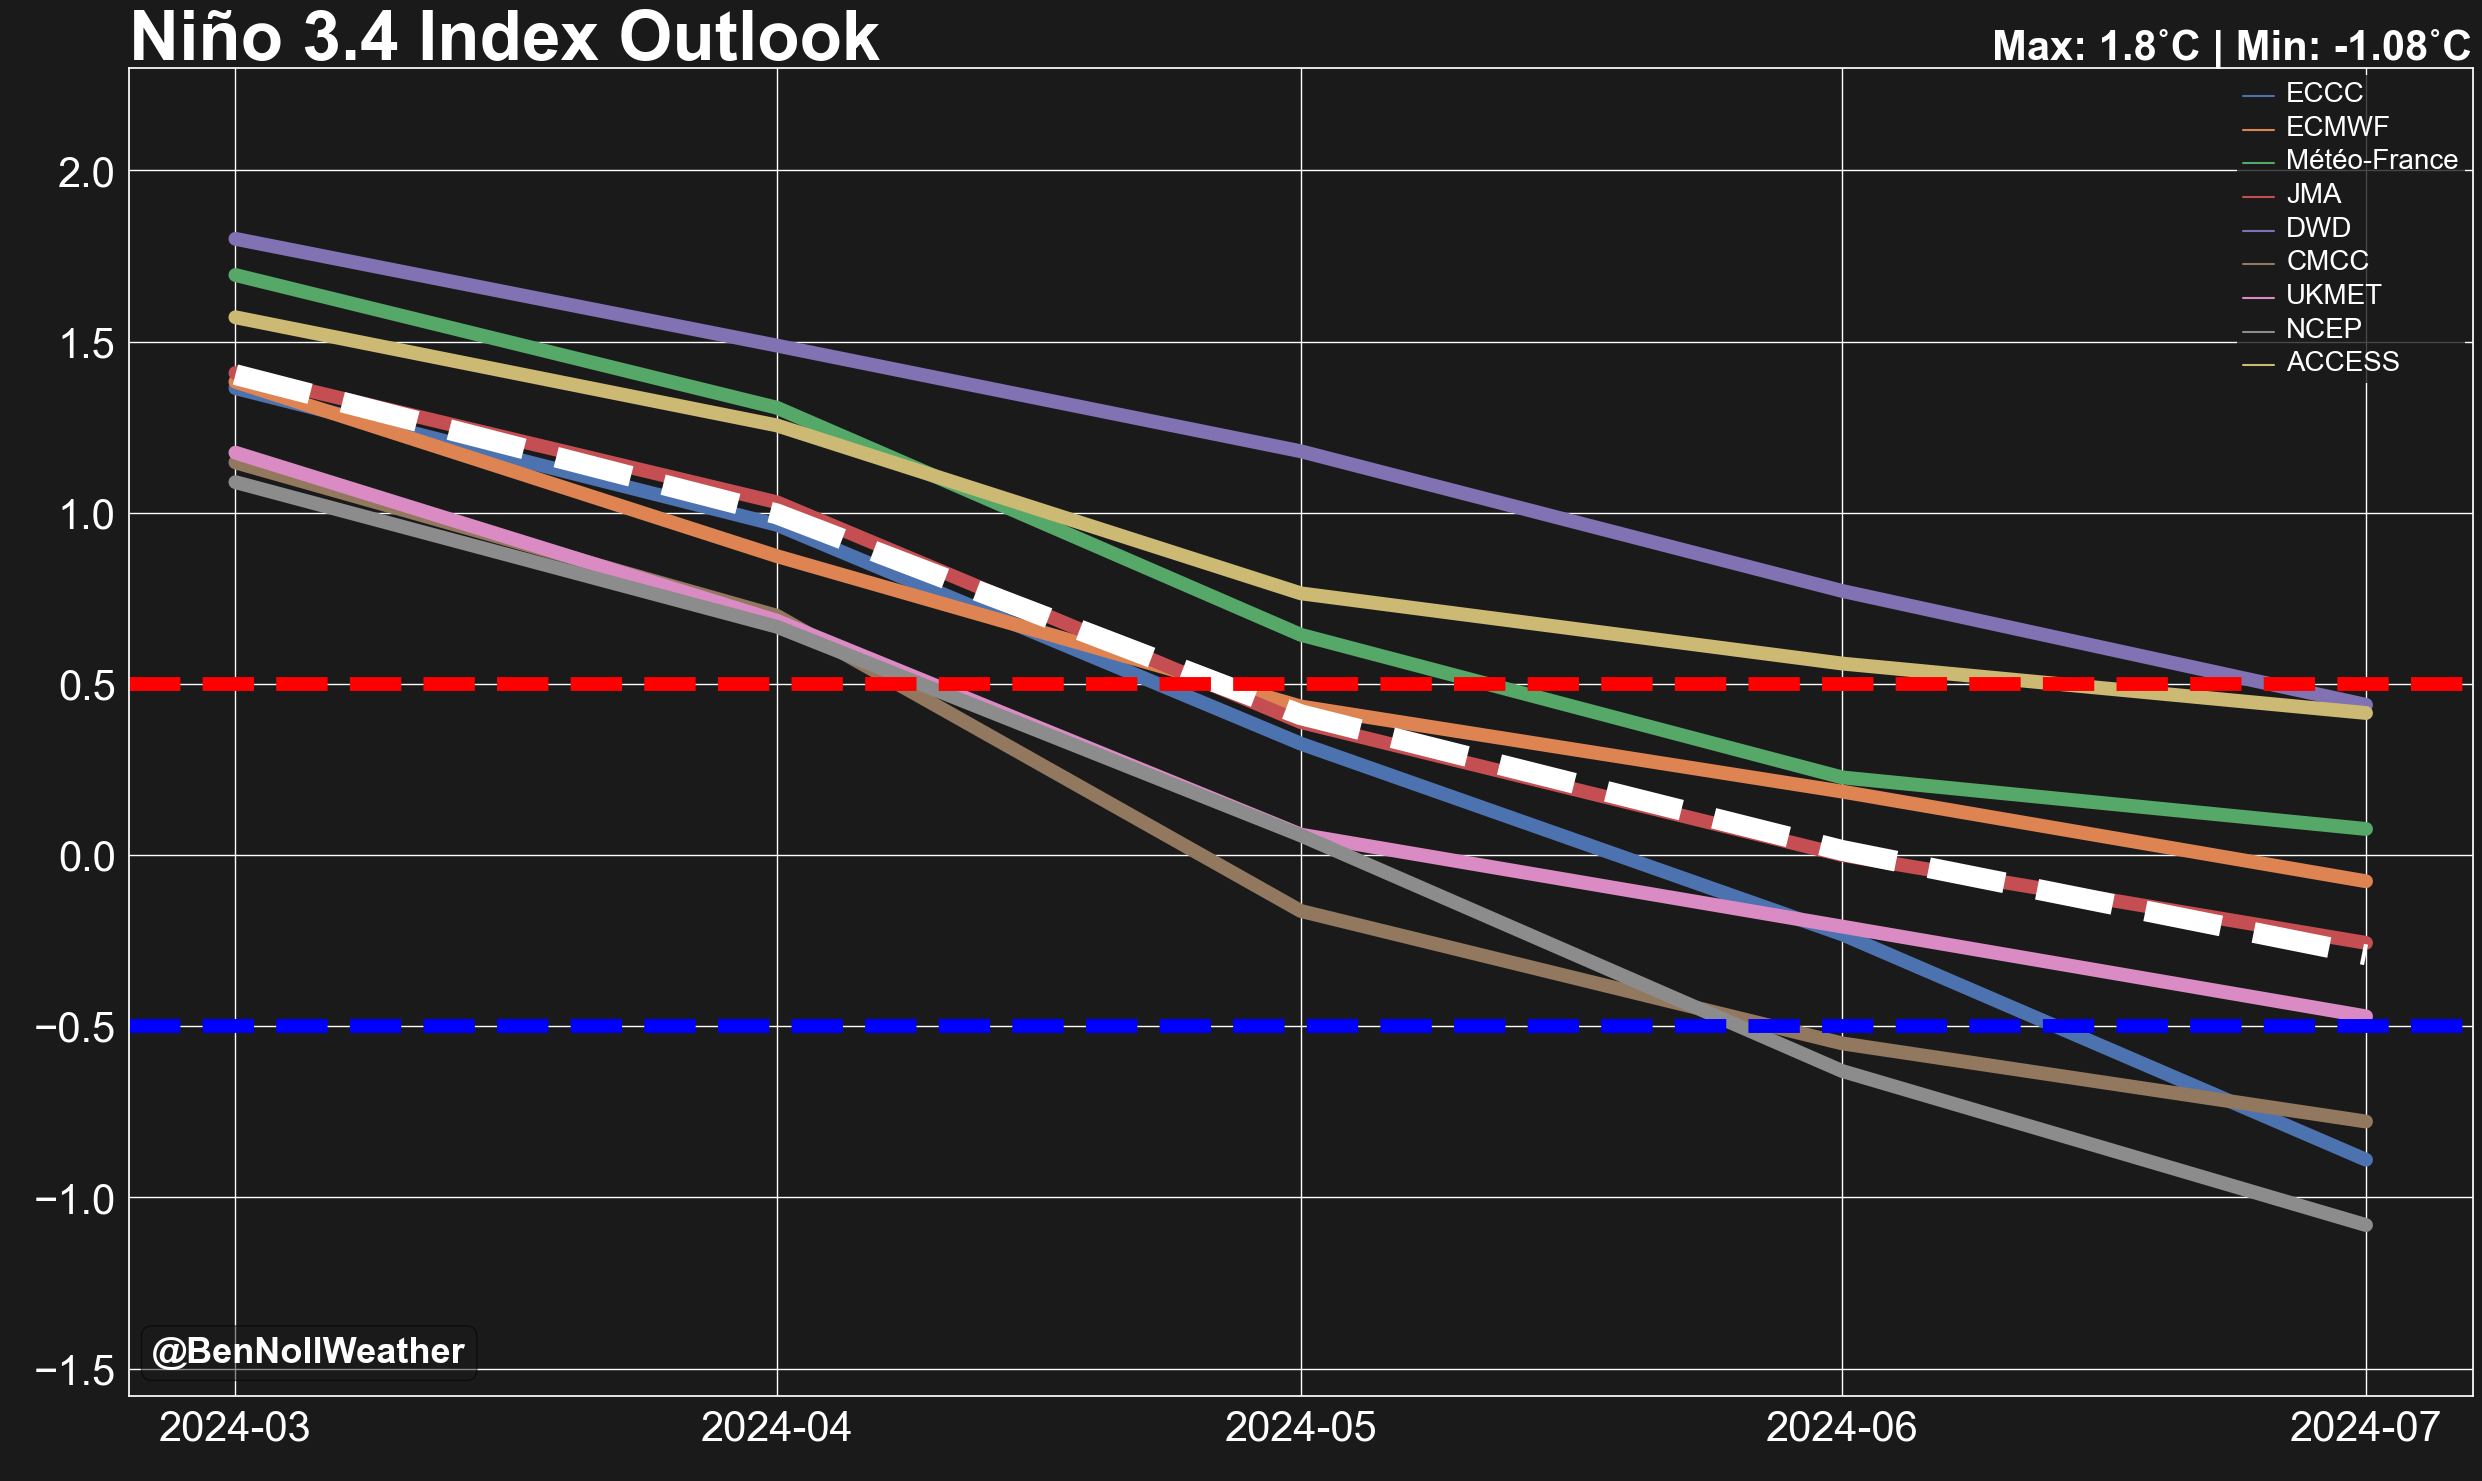 Niño 3.4 Index Outlook
Max: 1.8˚C | Min: -1.08˚C
ECCC
ECMWF
Météo-France
JMA
DWD
CMCC
UKMET
NCEP
ACCESS
2.0
1.5
1.0
0.5
0.0
−0.5
−1.0
−1.5
@BenNollWeather
2024-03 2024-04 2024-05 2024-06 2024-07